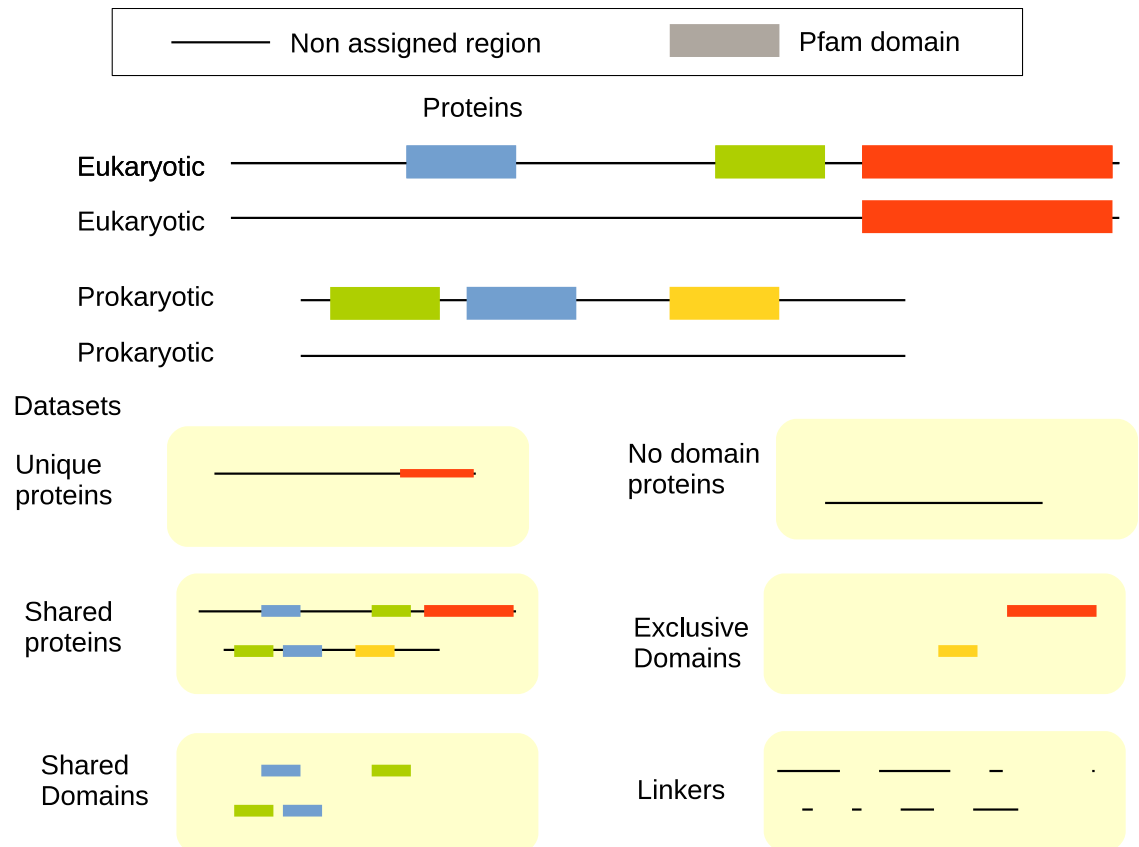 Non assigned region
Pfam domain
Proteins
Eukaryotic
Eukaryotic
Prokaryotic
Prokaryotic
Datasets
Unique
proteins
No domain
proteins
Shared
proteins
Exclusive
Domains
Shared
Domains
Linkers